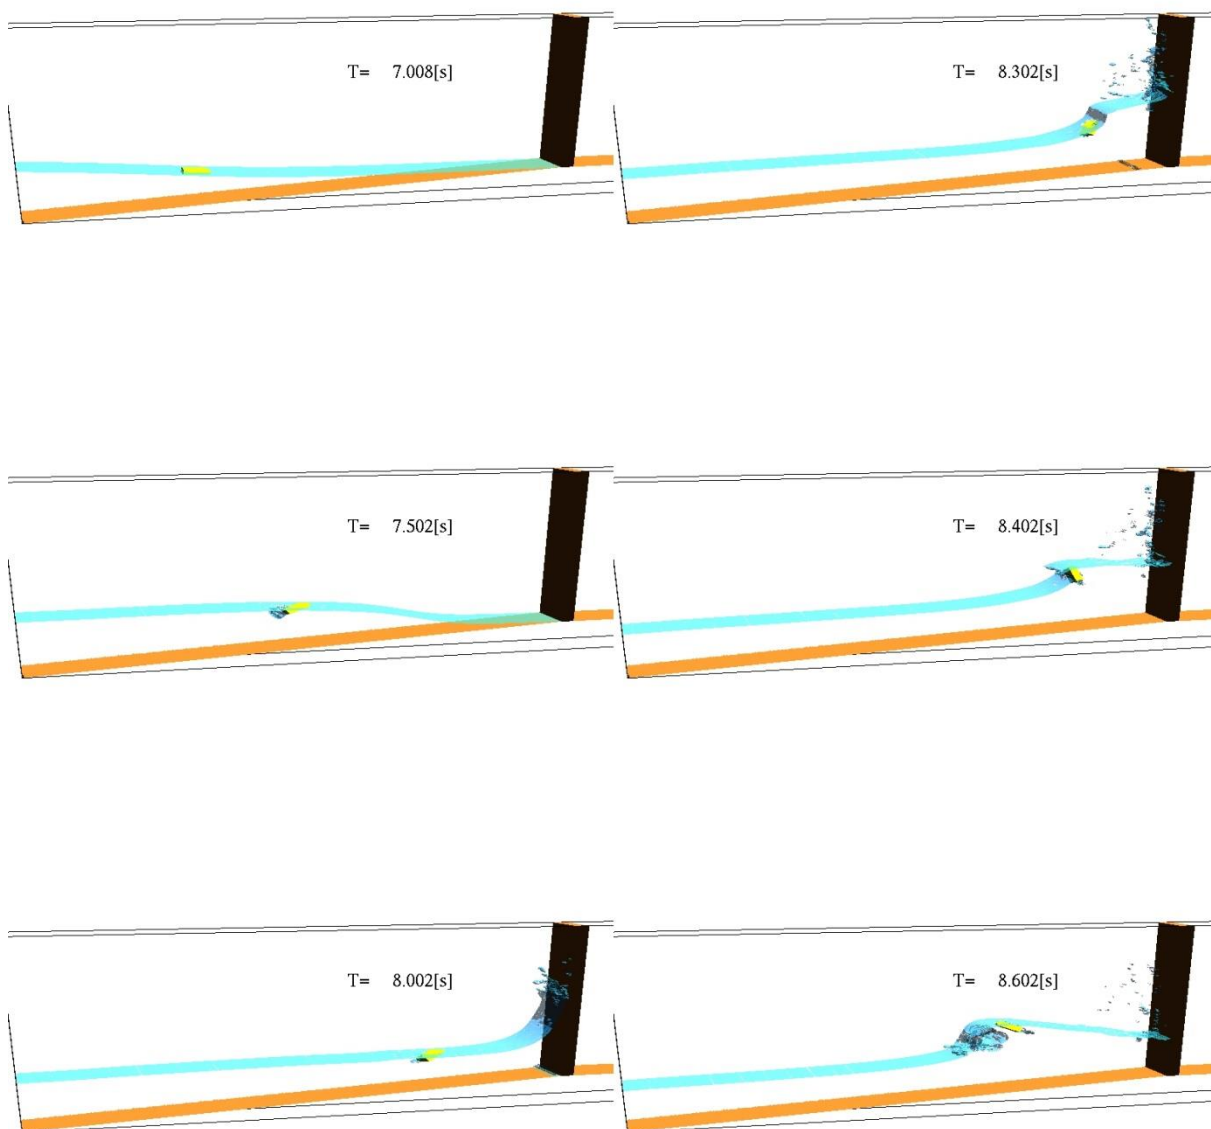 T= 7.008[s]
T= 8.302[s]
T= 7.502[s]
T= 8.402[s]
T= 8.002[s]
T= 8.602[s]